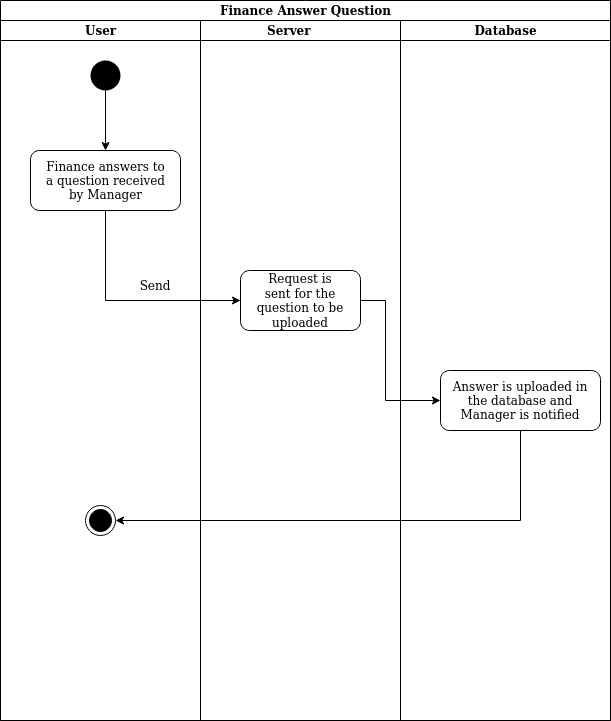 Finance Answer Question
User
Server
Database
Finance answers to
a question received
by Manager
Send
Request is
sent for the
question to be
uploaded
Answer is uploaded in
the database and
Manager is notified